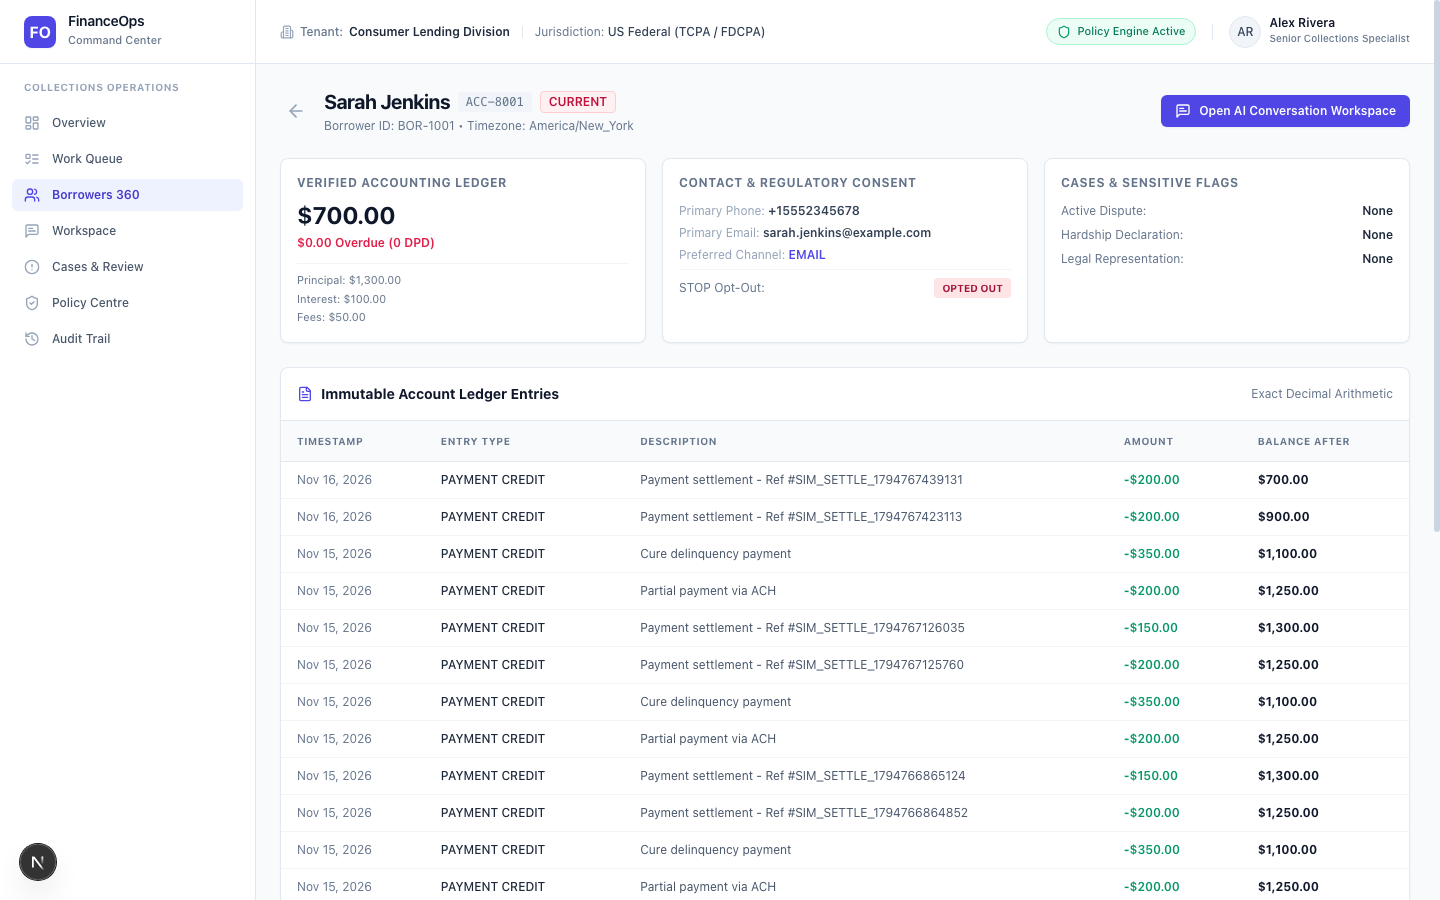 FO
FinanceOps
Command Center
Tenant: Consumer Lending Division
Jurisdiction: US Federal (TCPA / FDCPA)
Policy Engine Active
AR
Alex Rivera
Senior Collections Specialist
COLLECTIONS OPERATIONS
Overview
Work Queue
Borrowers 360
Workspace
Cases & Review
Policy Centre
Audit Trail
N
Sarah Jenkins ACC-8001 CURRENT
Borrower ID: BOR-1001 • Timezone: America/New_York
Open AI Conversation Workspace
VERIFIED ACCOUNTING LEDGER
$700.00
$0.00 Overdue (0 DPD)
Principal: $1,300.00
Interest: $100.00
Fees: $50.00
CONTACT & REGULATORY CONSENT
Primary Phone: +15552345678
Primary Email: sarah.jenkins@example.com
Preferred Channel: EMAIL
STOP Opt-Out: OPTED OUT
CASES & SENSITIVE FLAGS
Active Dispute: None
Hardship Declaration: None
Legal Representation: None
Immutable Account Ledger Entries
Exact Decimal Arithmetic
TIMESTAMP ENTRY TYPE DESCRIPTION AMOUNT BALANCE AFTER
Nov 16, 2026 PAYMENT CREDIT Payment settlement - Ref #SIM_SETTLE_1794767439131 -$200.00 $700.00
Nov 16, 2026 PAYMENT CREDIT Payment settlement - Ref #SIM_SETTLE_1794767423113 -$200.00 $900.00
Nov 15, 2026 PAYMENT CREDIT Cure delinquency payment -$350.00 $1,100.00
Nov 15, 2026 PAYMENT CREDIT Partial payment via ACH -$200.00 $1,250.00
Nov 15, 2026 PAYMENT CREDIT Payment settlement - Ref #SIM_SETTLE_1794767126035 -$150.00 $1,300.00
Nov 15, 2026 PAYMENT CREDIT Payment settlement - Ref #SIM_SETTLE_1794767125760 -$200.00 $1,250.00
Nov 15, 2026 PAYMENT CREDIT Cure delinquency payment -$350.00 $1,100.00
Nov 15, 2026 PAYMENT CREDIT Partial payment via ACH -$200.00 $1,250.00
Nov 15, 2026 PAYMENT CREDIT Payment settlement - Ref #SIM_SETTLE_1794766865124 -$150.00 $1,300.00
Nov 15, 2026 PAYMENT CREDIT Payment settlement - Ref #SIM_SETTLE_1794766864852 -$200.00 $1,250.00
Nov 15, 2026 PAYMENT CREDIT Cure delinquency payment -$350.00 $1,100.00
Nov 15, 2026 PAYMENT CREDIT Partial payment via ACH -$200.00 $1,250.00